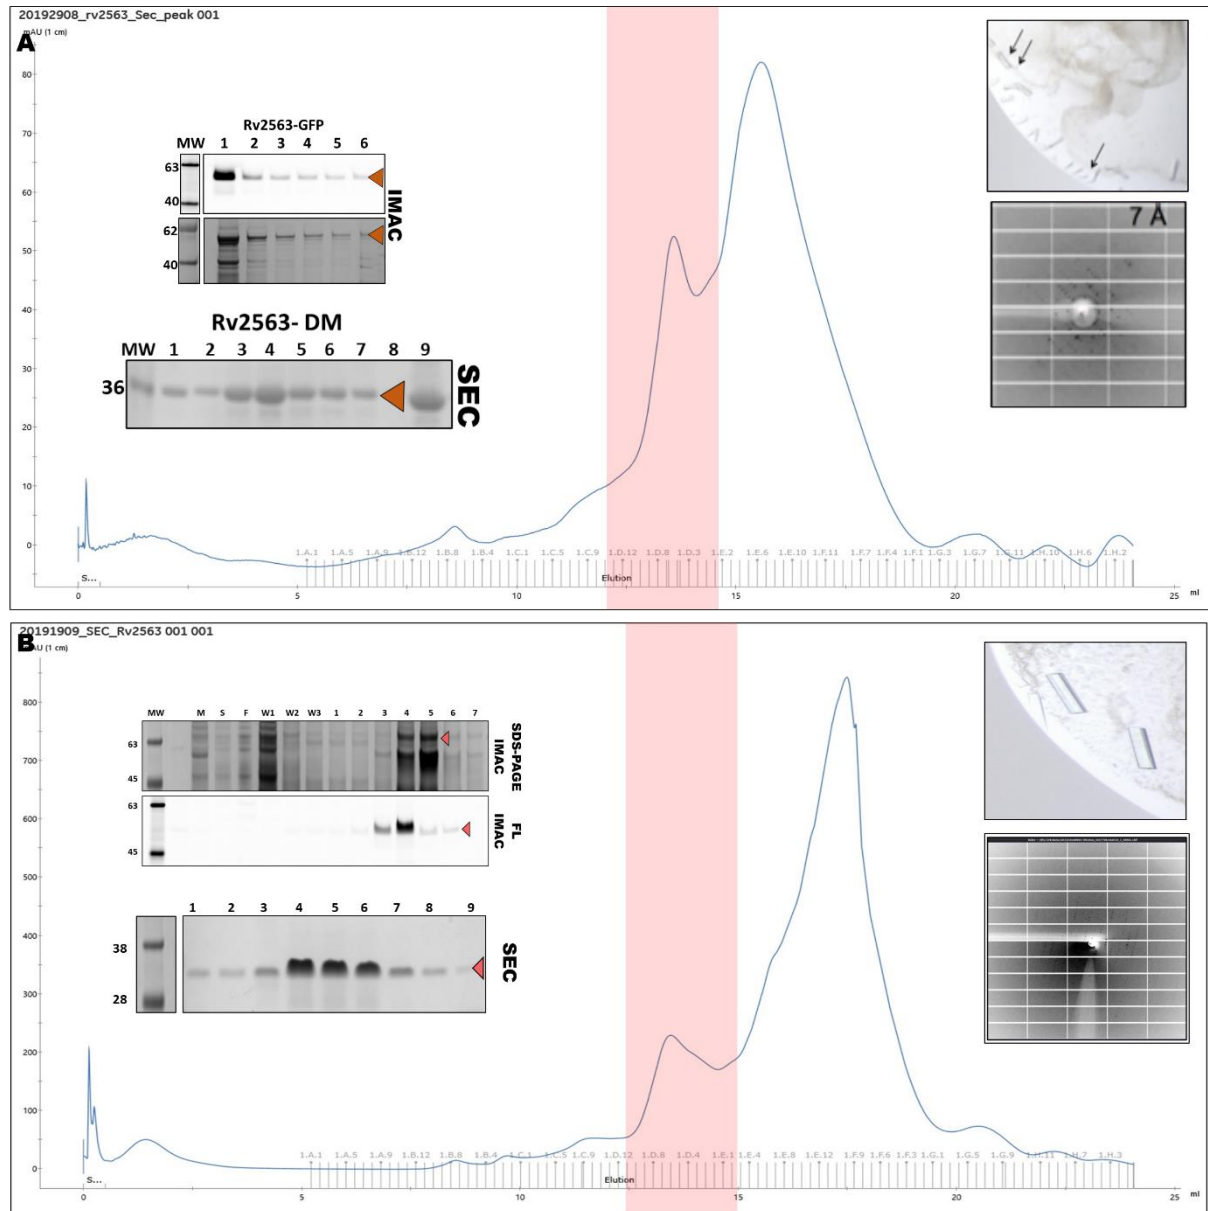 20192908_rv2563_Sec_peak 001
A
mAU (1 cm)
80
70
60
50
40
30
20
10
0
Rv2563-GFP
MW 1 2 3 4 5 6
63
40
62
40
IMAC
Rv2563- DM
MW 1 2 3 4 5 6 7 8 9
36
SEC
7 Å
1.A.1 1.A.5 1.A.9 1.B.12 1.B.8 1.B.4 1.C.1 1.C.5 1.C.9 1.D.12 1.D.8 1.D.3 1.E.2 1.E.6 1.E.10 1.F.11 1.F.7 1.F.4 1.F.1 1.G.3 1.G.7 1.G.11 1.H.10 1.H.6 1.H.2
S... Elution
0 5 10 15 20 25 ml
20191909_SEC_Rv2563 001 001
B
AU (1 cm)
800
700
600
500
400
300
200
100
0
MW M S F W1 W2 W3 1 2 3 4 5 6 7
63
45
SDS-PAGE
IMAC
63
45
FL
IMAC
1 2 3 4 5 6 7 8 9
38
28
SEC
1.A.1 1.A.5 1.A.9 1.B.12 1.B.8 1.B.4 1.C.1 1.C.5 1.C.9 1.D.12 1.D.8 1.D.4 1.E.1 1.E.4 1.E.8 1.E.12 1.F.9 1.F.6 1.F.3 1.G.1 1.G.5 1.G.9 1.H.11 1.H.7 1.H.3
S... Elution
0 5 10 15 20 25 ml